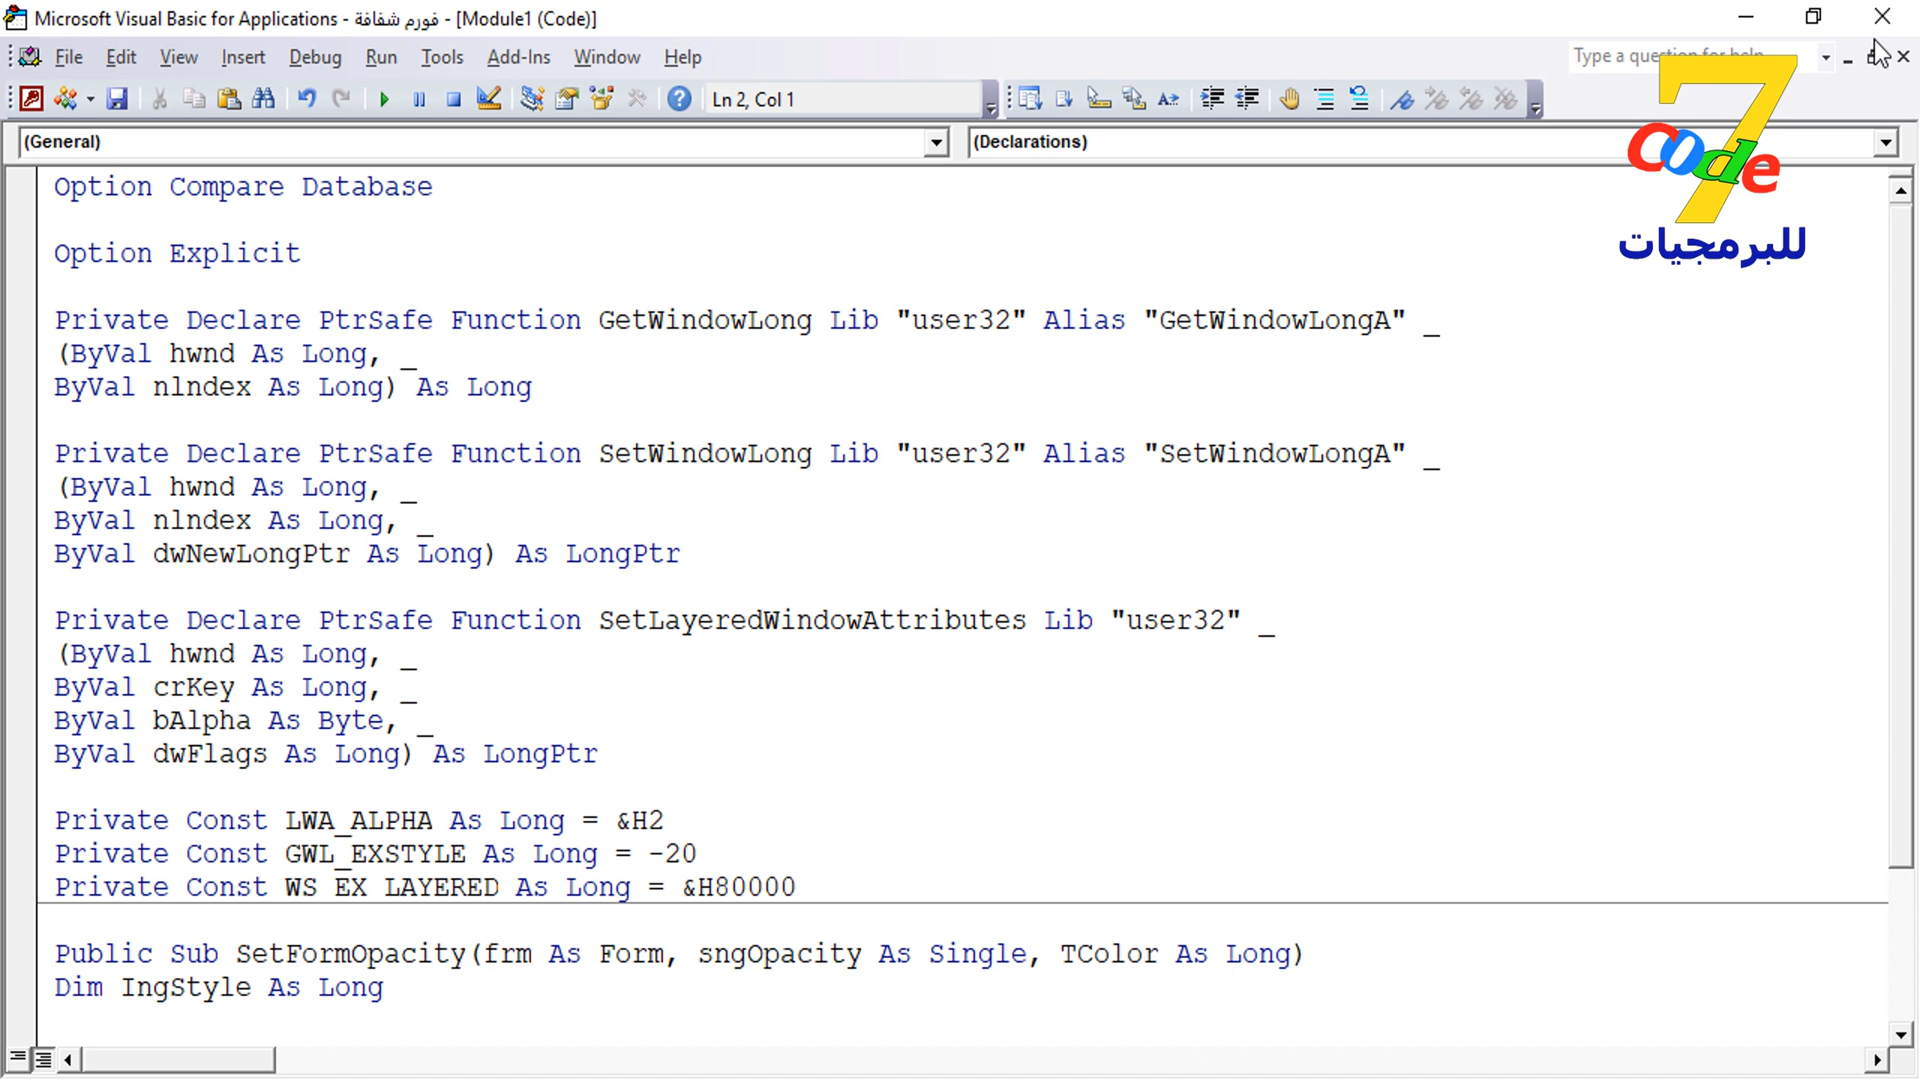 Microsoft Visual Basic for Applications - فورم شفافة - [Module1 (Code)]
File Edit View Insert Debug Run Tools Add-Ins Window Help
Type a question for help
Ln 2, Col 1
(General)
(Declarations)
7
Code
للبرمجيات
Option Compare Database
Option Explicit
Private Declare PtrSafe Function GetWindowLong Lib "user32" Alias "GetWindowLongA" _
(ByVal hwnd As Long, _
ByVal nlndex As Long) As Long
Private Declare PtrSafe Function SetWindowLong Lib "user32" Alias "SetWindowLongA" _
(ByVal hwnd As Long, _
ByVal nlndex As Long, _
ByVal dwNewLongPtr As Long) As LongPtr
Private Declare PtrSafe Function SetLayeredWindowAttributes Lib "user32" _
(ByVal hwnd As Long, _
ByVal crKey As Long, _
ByVal bAlpha As Byte, _
ByVal dwFlags As Long) As LongPtr
Private Const LWA_ALPHA As Long = &H2
Private Const GWL_EXSTYLE As Long = -20
Private Const WS_EX_LAYERED As Long = &H80000
Public Sub SetFormOpacity(frm As Form, sngOpacity As Single, TColor As Long)
Dim IngStyle As Long